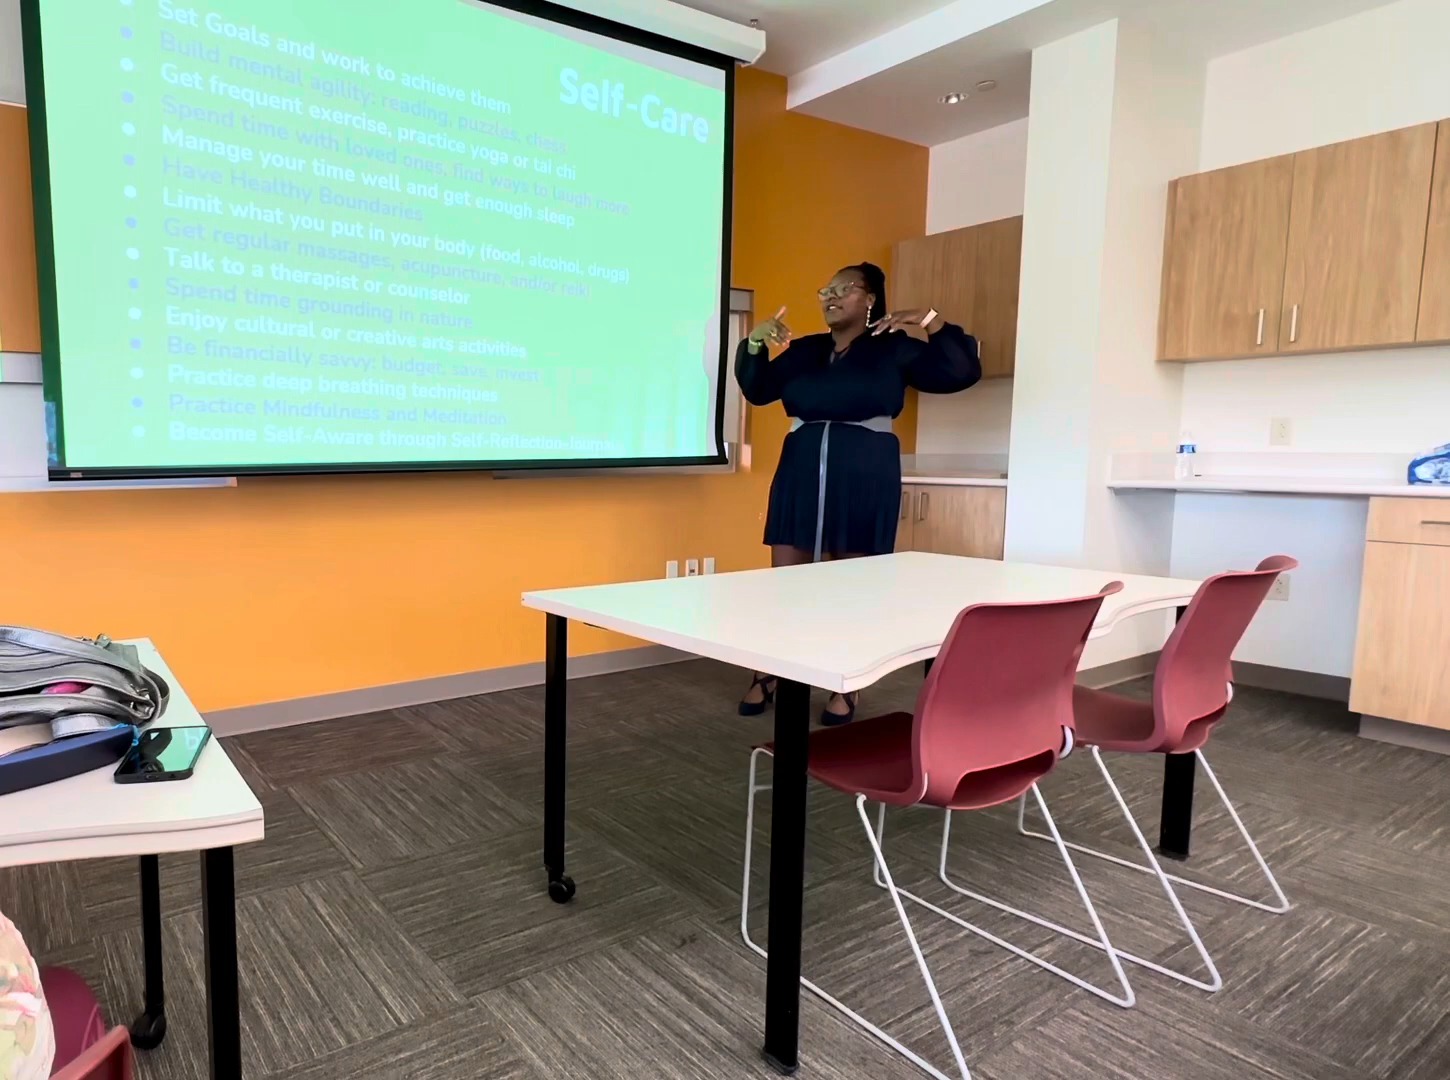 Self-Care
Set Goals and work to achieve them
Build mental agility: reading, puzzles, chess
Get frequent exercise, practice yoga or tai chi
Spend time with loved ones, find ways to laugh more
Manage your time well and get enough sleep
Have Healthy Boundaries
Limit what you put in your body (food, alcohol, drugs)
Get regular massages, acupuncture, and/or reiki
Talk to a therapist or counselor
Spend time grounding in nature
Enjoy cultural or creative arts activities
Be financially savvy: budget, save, invest
Practice deep breathing techniques
Practice Mindfulness and Meditation
Become Self-Aware through Self-Reflection